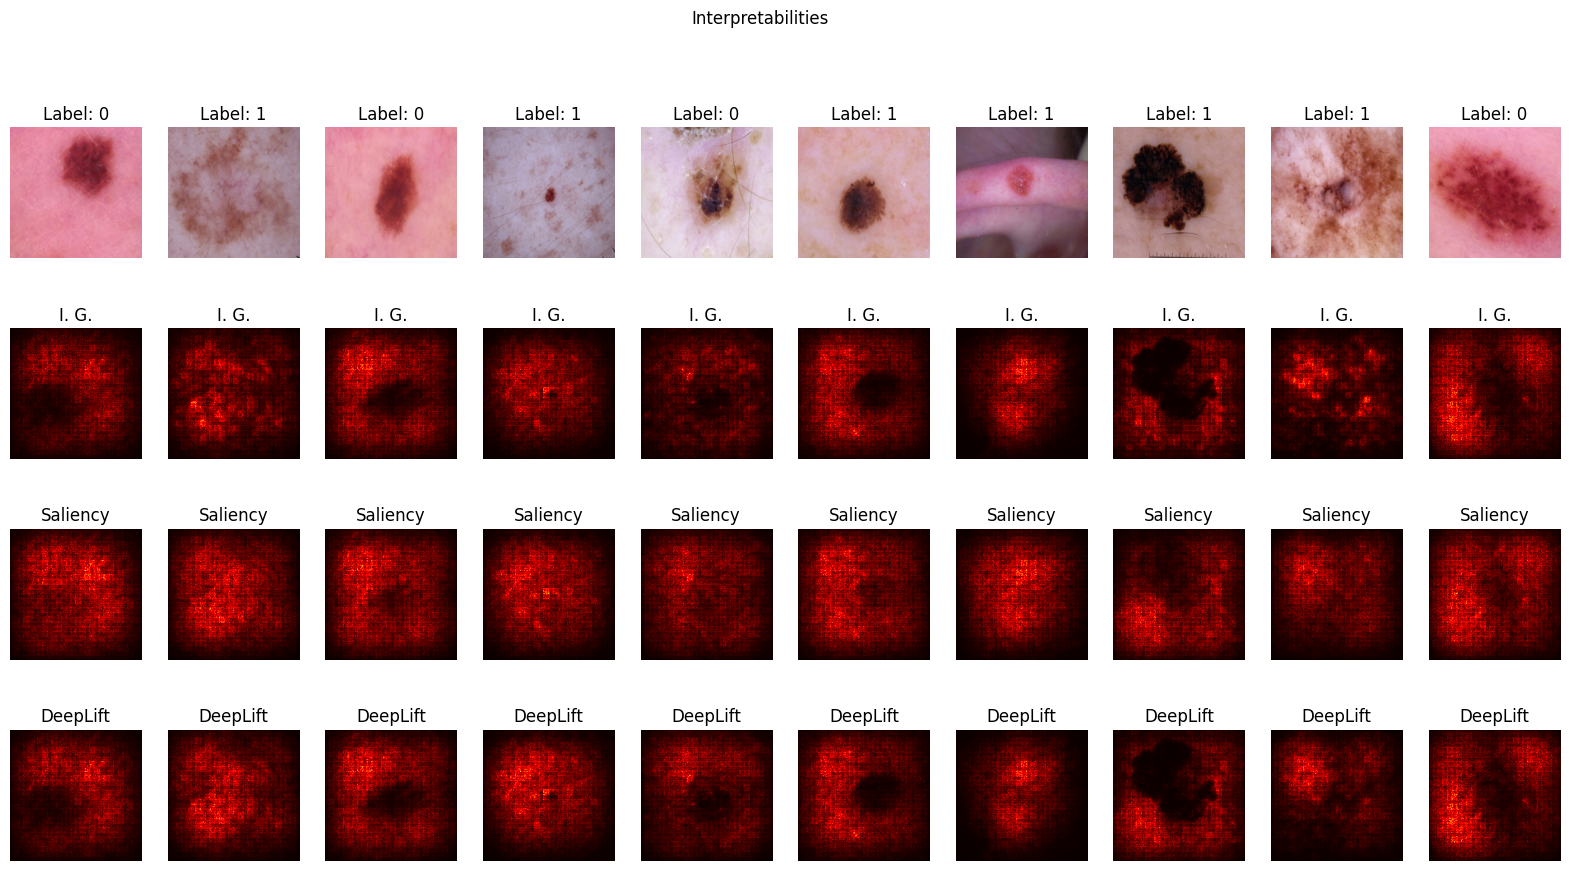 Interpretabilities
Label: 0 Label: 1 Label: 0 Label: 1 Label: 0 Label: 1 Label: 1 Label: 1 Label: 1 Label: 0
I. G. I. G. I. G. I. G. I. G. I. G. I. G. I. G. I. G. I. G.
Saliency Saliency Saliency Saliency Saliency Saliency Saliency Saliency Saliency Saliency
DeepLift DeepLift DeepLift DeepLift DeepLift DeepLift DeepLift DeepLift DeepLift DeepLift